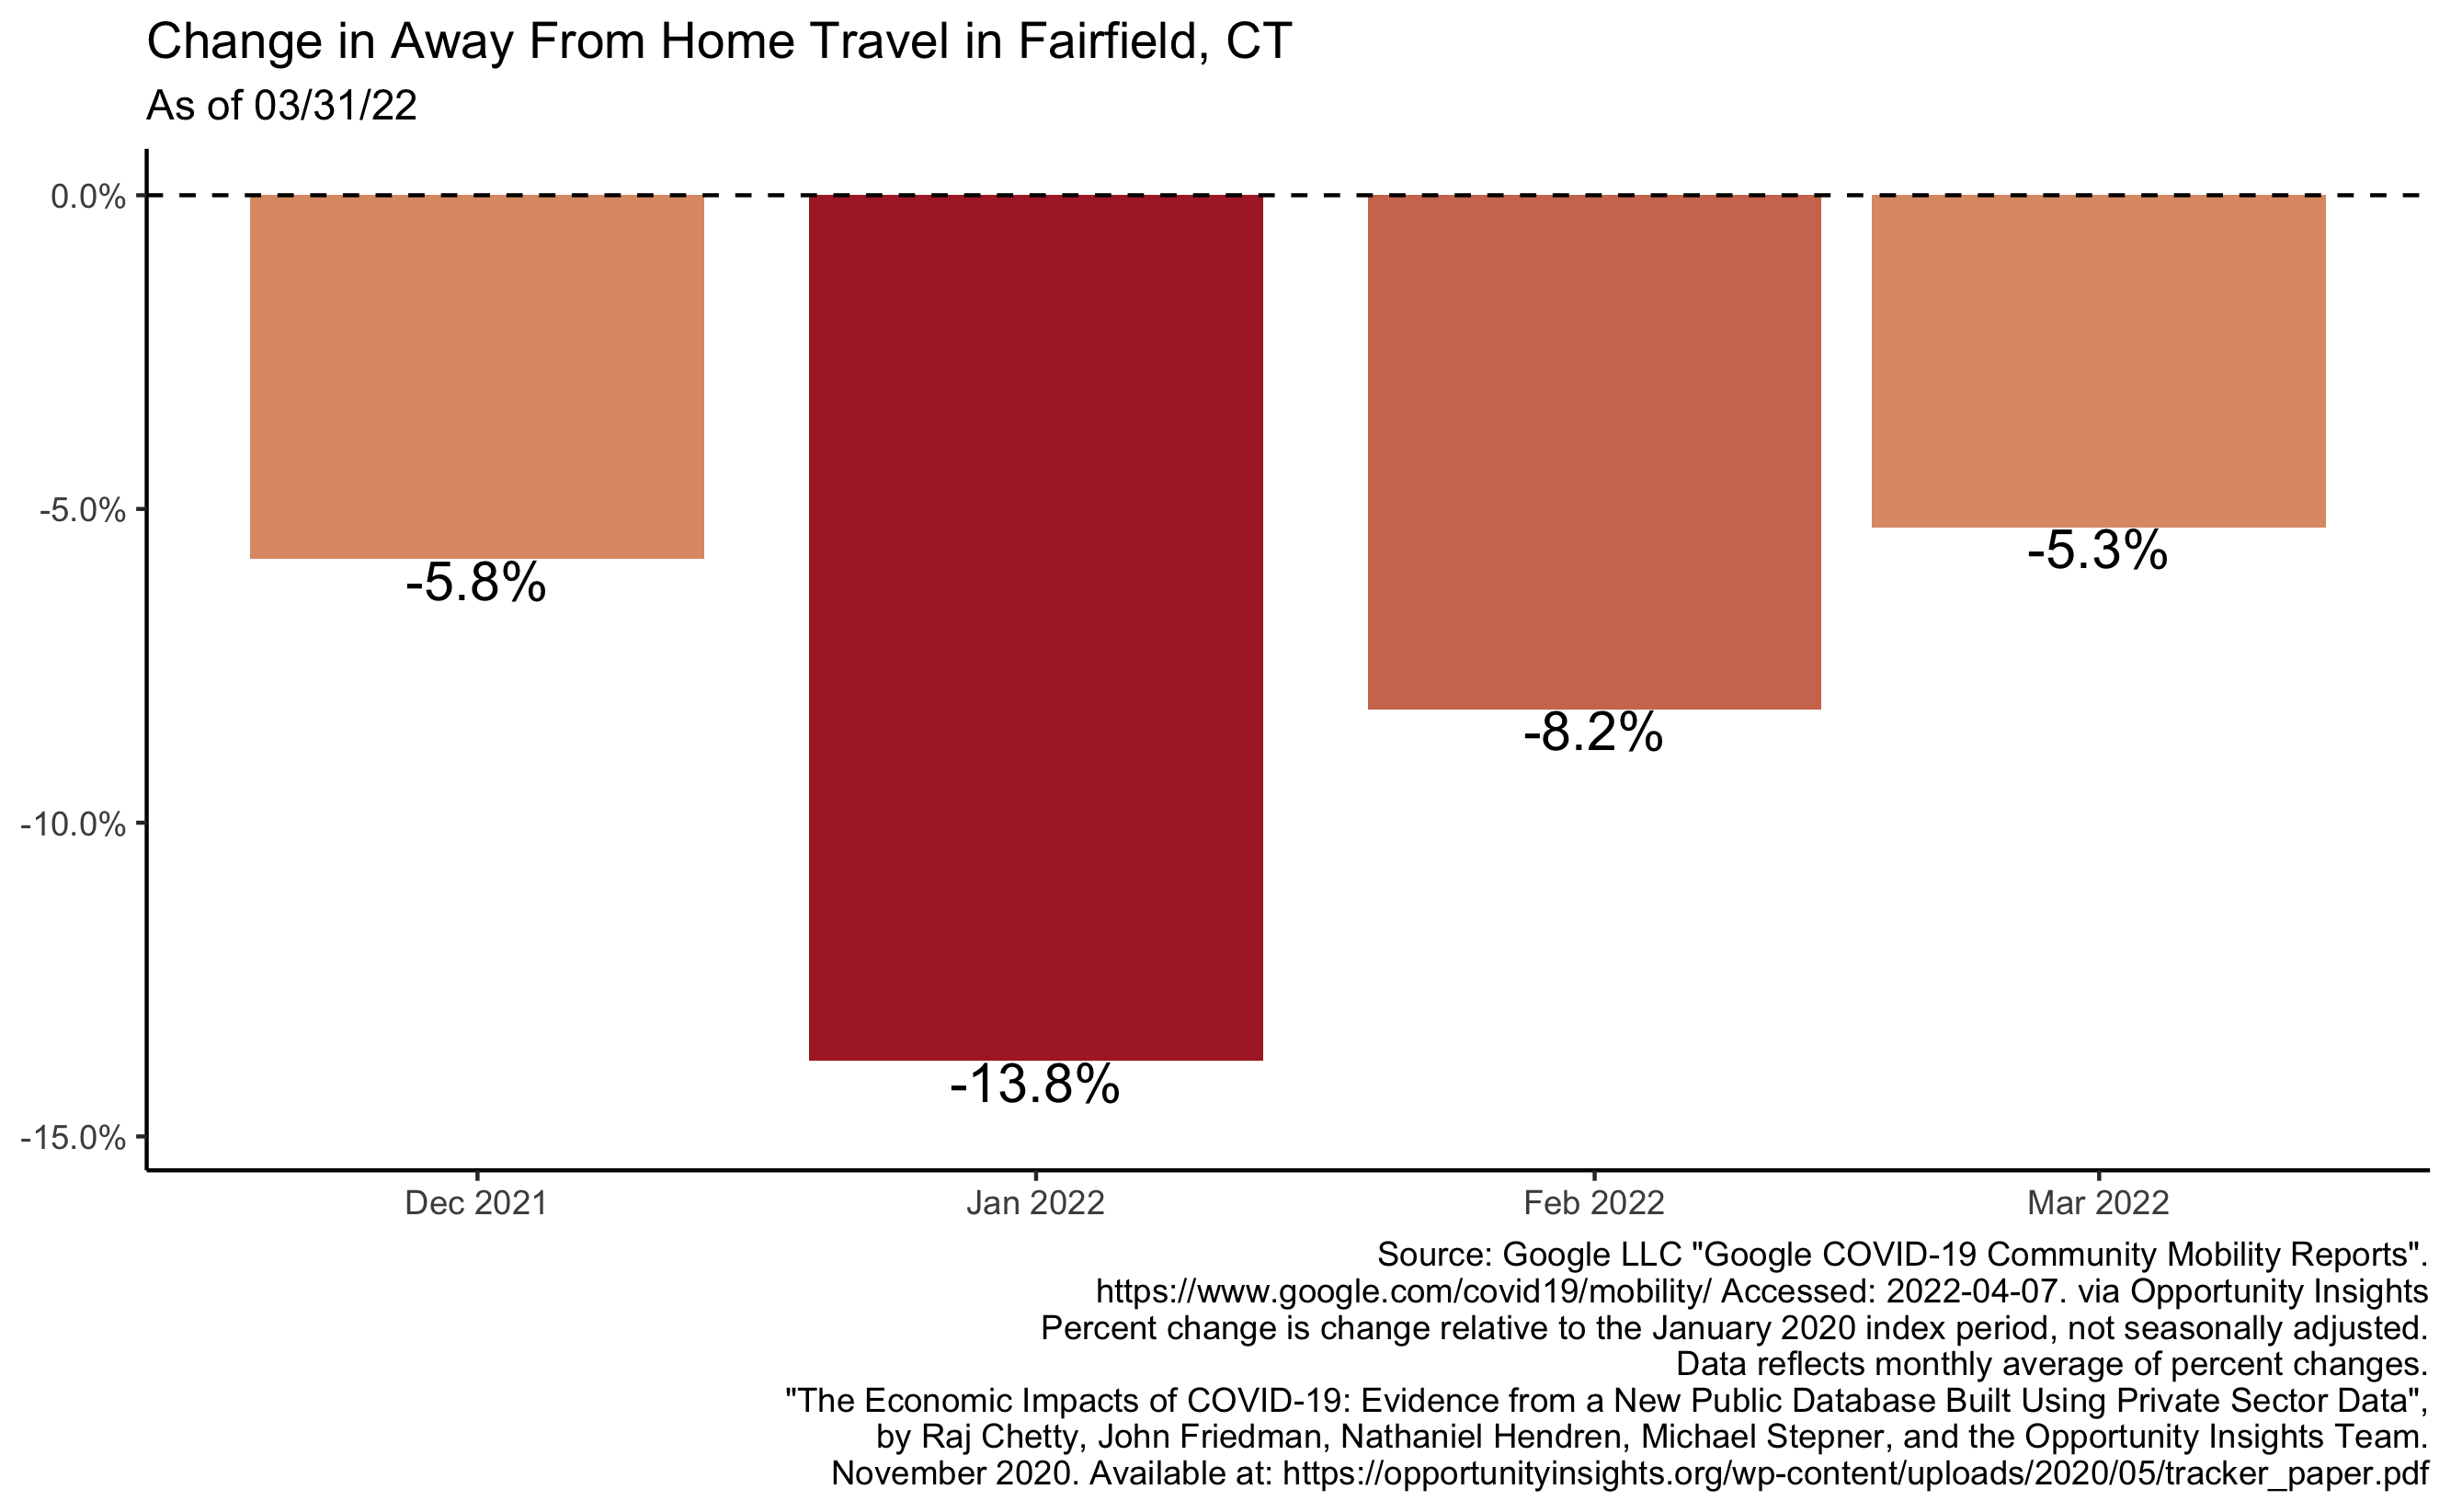 Change in Away From Home Travel in Fairfield, CT
As of 03/31/22
0.0%
-5.0%
-10.0%
-15.0%
-5.8%
-13.8%
-8.2%
-5.3%
Dec 2021
Jan 2022
Feb 2022
Mar 2022
Source: Google LLC "Google COVID-19 Community Mobility Reports".
https://www.google.com/covid19/mobility/ Accessed: 2022-04-07. via Opportunity Insights
Percent change is change relative to the January 2020 index period, not seasonally adjusted.
Data reflects monthly average of percent changes.
"The Economic Impacts of COVID-19: Evidence from a New Public Database Built Using Private Sector Data",
by Raj Chetty, John Friedman, Nathaniel Hendren, Michael Stepner, and the Opportunity Insights Team.
November 2020. Available at: https://opportunityinsights.org/wp-content/uploads/2020/05/tracker_paper.pdf